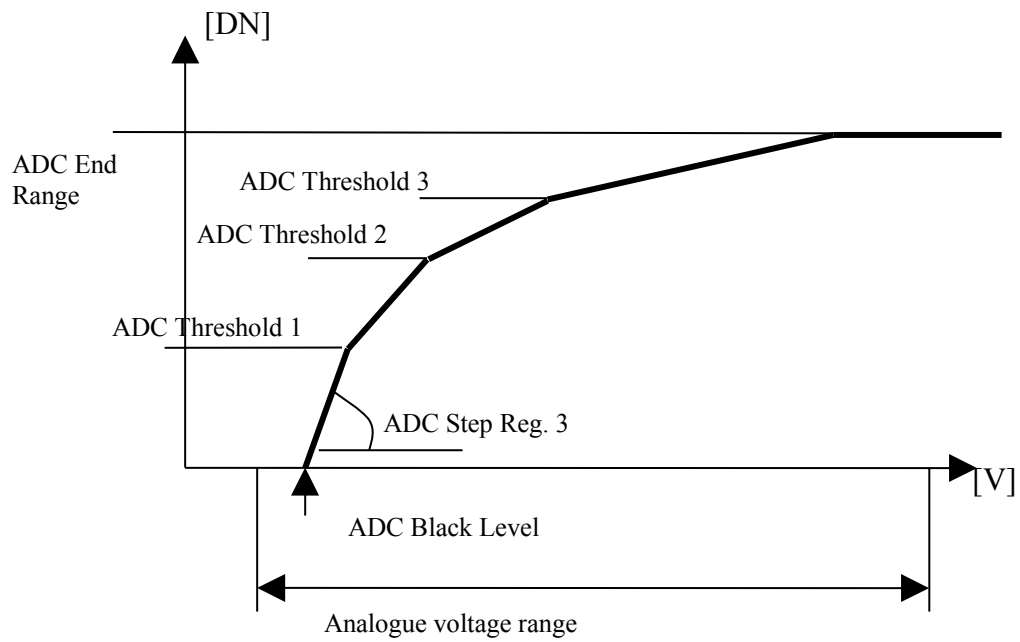 [DN]
ADC End
Range
ADC Threshold 3
ADC Threshold 2
ADC Threshold 1
ADC Step Reg. 3
[V]
ADC Black Level
Analogue voltage range